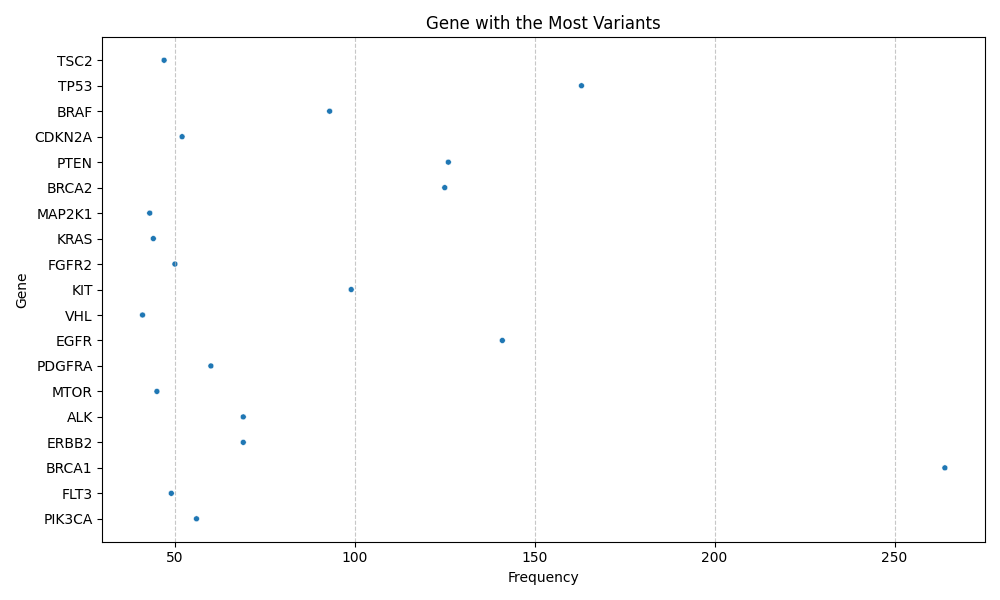 Gene with the Most Variants
TSC2
TP53
BRAF
CDKN2A
PTEN
BRCA2
MAP2K1
KRAS
FGFR2
KIT
VHL
EGFR
PDGFRA
MTOR
ALK
ERBB2
BRCA1
FLT3
PIK3CA
Gene
50 100 150 200 250
Frequency